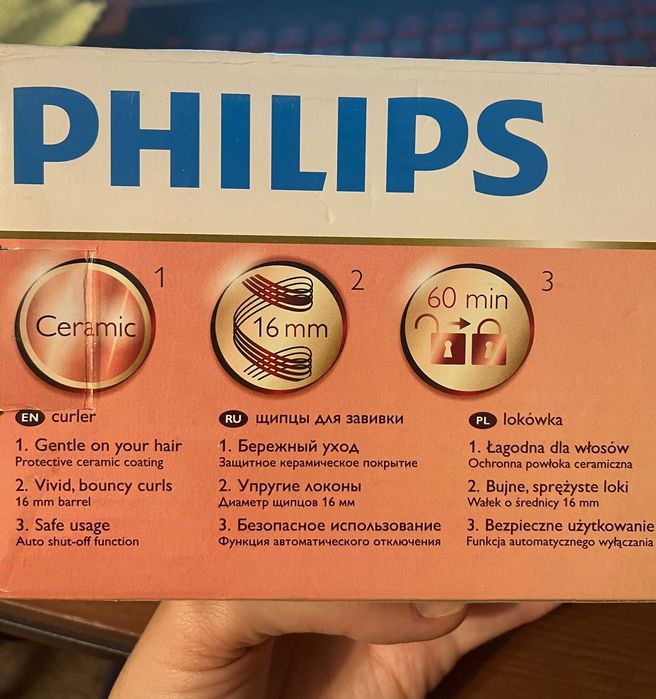 PHILIPS
1
Ceramic
2
16 mm
3
60 min
EN curler
1. Gentle on your hair
Protective ceramic coating
2. Vivid, bouncy curls
16 mm barrel
3. Safe usage
Auto shut-off function
RU щипцы для завивки
1. Бережный уход
Защитное керамическое покрытие
2. Упругие локоны
Диаметр щипцов 16 мм
3. Безопасное использование
Функция автоматического отключения
PL lokówka
1. Łagodna dla włosów
Ochronna powłoka ceramiczna
2. Bujne, sprężyste loki
Wałek o średnicy 16 mm
3. Bezpieczne użytkowanie
Funkcja automatycznego wyłączania